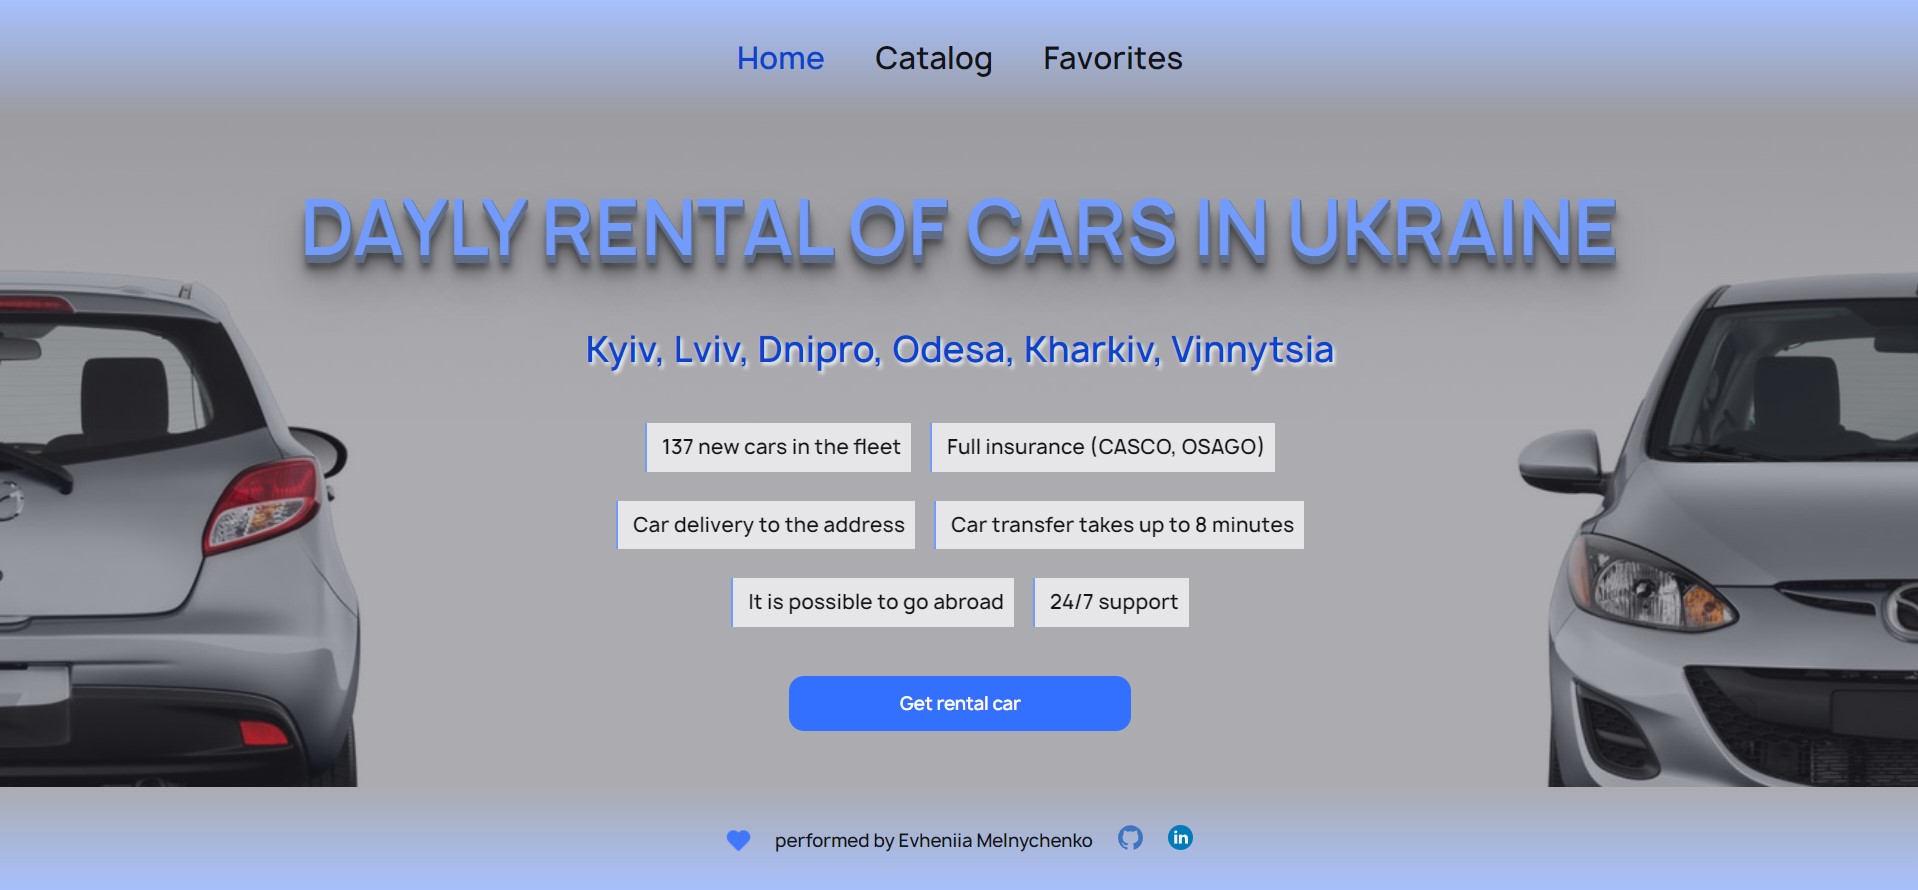 Home Catalog Favorites
DAYLY RENTAL OF CARS IN UKRAINE
Kyiv, Lviv, Dnipro, Odesa, Kharkiv, Vinnytsia
137 new cars in the fleet
Full insurance (CASCO, OSAGO)
Car delivery to the address
Car transfer takes up to 8 minutes
It is possible to go abroad
24/7 support
Get rental car
performed by Evheniia Melnychenko
in